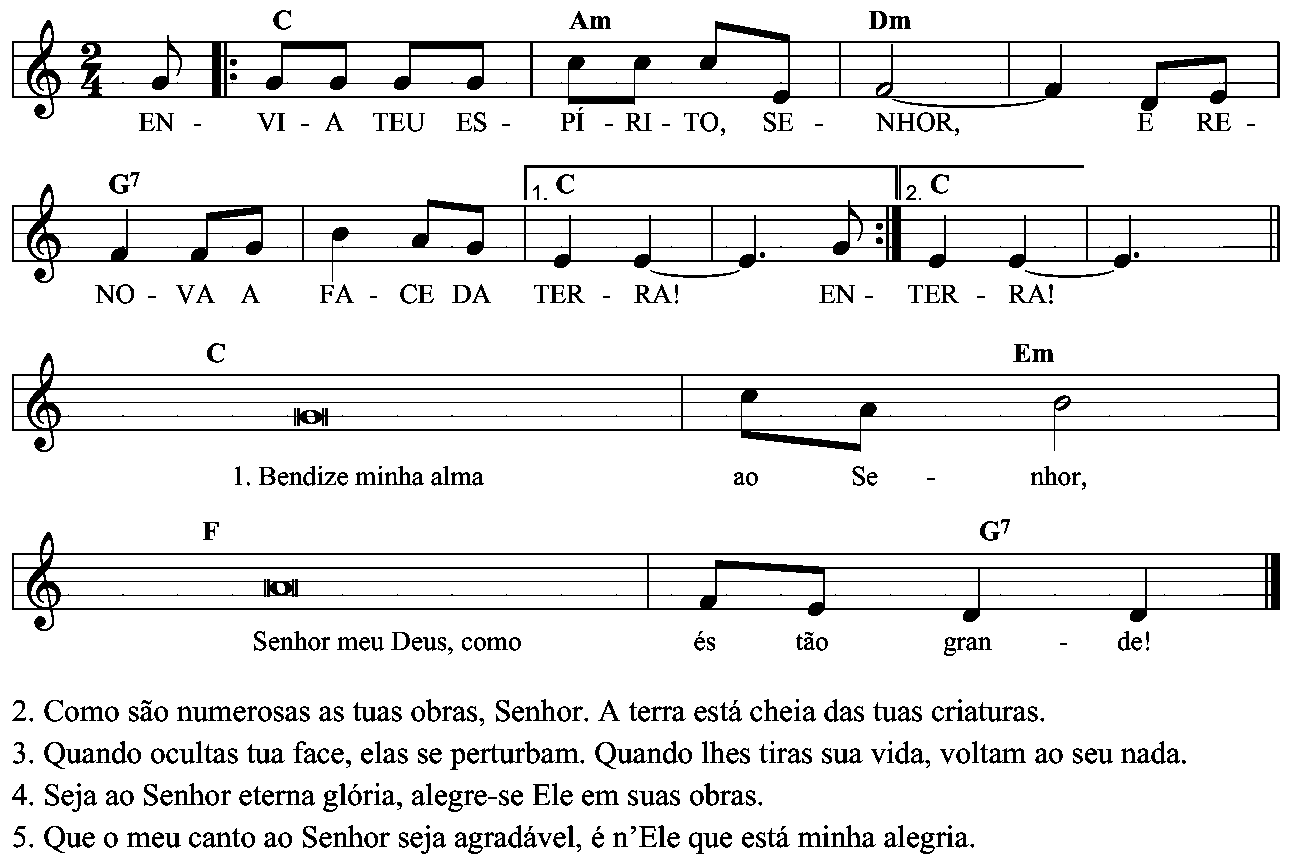 C Am Dm
2
4
EN - VI - A TEU ES - PÍ - RI - TO, SE - NHOR, E RE -
G7 1. C 2. C
NO - VA A FA - CE DA TER - RA! EN - TER - RA!
C Em
1. Bendize minha alma ao Se - nhor,
F G7
Senhor meu Deus, como és tão gran - de!
2. Como são numerosas as tuas obras, Senhor. A terra está cheia das tuas criaturas.
3. Quando ocultas tua face, elas se perturbam. Quando lhes tiras sua vida, voltam ao seu nada.
4. Seja ao Senhor eterna glória, alegre-se Ele em suas obras.
5. Que o meu canto ao Senhor seja agradável, é n’Ele que está minha alegria.